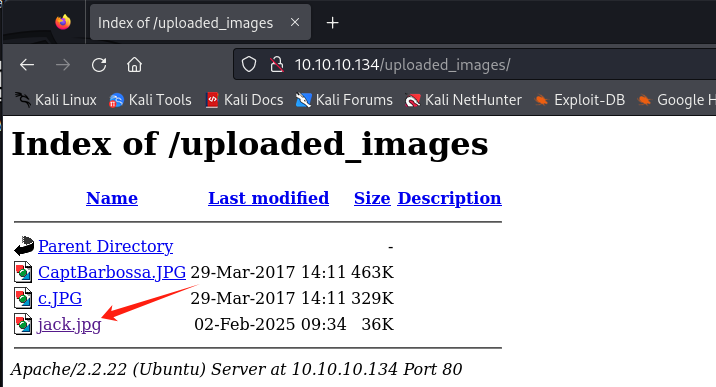 Index of /uploaded_images
10.10.10.134/uploaded_images/
Kali Linux Kali Tools Kali Docs Kali Forums Kali NetHunter Exploit-DB Google H
Index of /uploaded_images
Name Last modified Size Description
Parent Directory -
CaptBarbossa.JPG 29-Mar-2017 14:11 463K
c.JPG 29-Mar-2017 14:11 329K
jack.jpg 02-Feb-2025 09:34 36K
Apache/2.2.22 (Ubuntu) Server at 10.10.10.134 Port 80